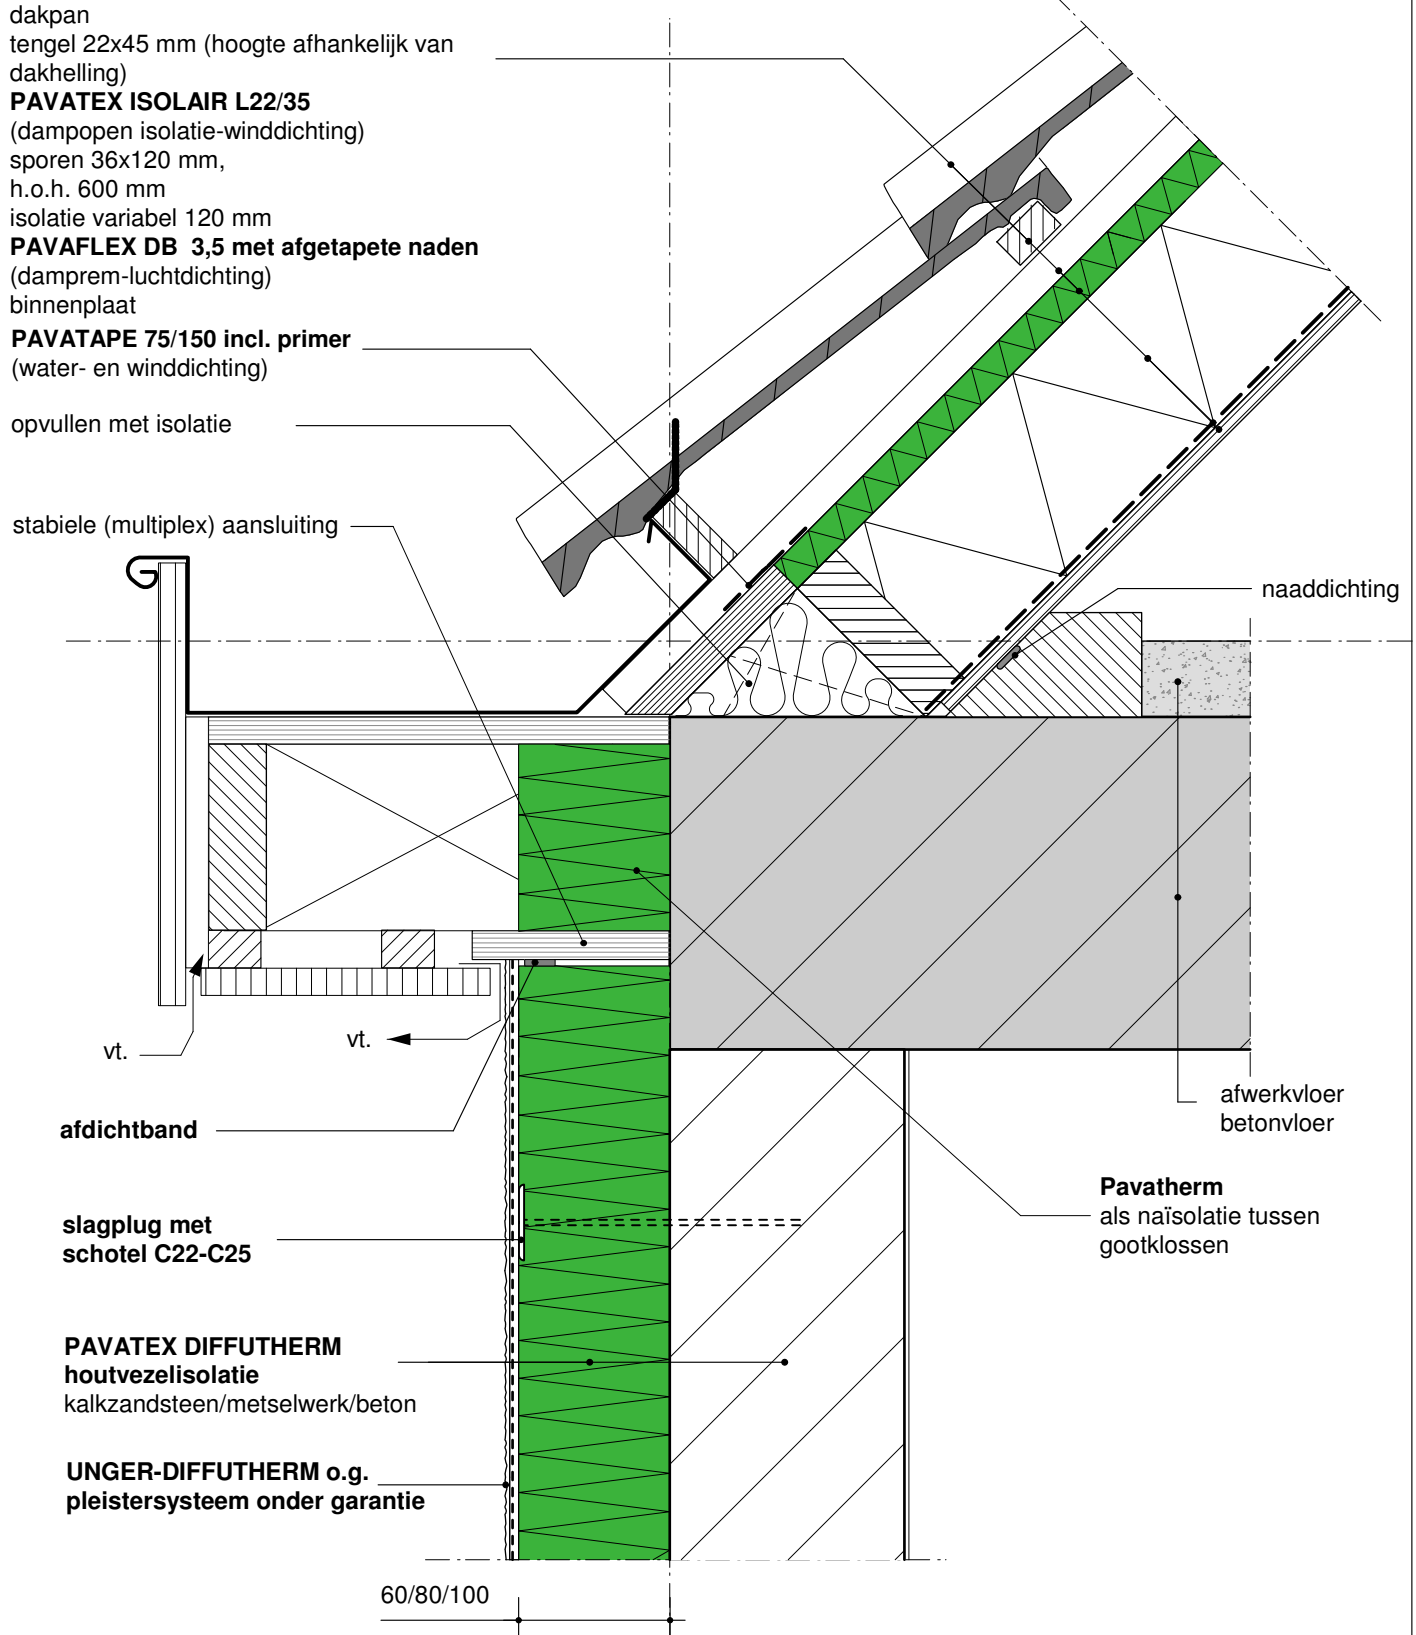 dakpan
tengel 22x45 mm (hoogte afhankelijk van
dakhelling)
PAVATEX ISOLAIR L22/35
(dampopen isolatie-winddichting)
sporen 36x120 mm,
h.o.h. 600 mm
isolatie variabel 120 mm
PAVAFLEX DB  3,5 met afgetapete naden
(damprem-luchtdichting)
binnenplaat
PAVATAPE 75/150 incl. primer
(water- en winddichting)
opvullen met isolatie
stabiele (multiplex) aansluiting
naaddichting
vt.
vt.
afdichtband
afwerkvloer
betonvloer
Pavatherm
als naïsolatie tussen
gootklossen
slagplug met
schotel C22-C25
PAVATEX DIFFUTHERM
houtvezelisolatie
kalkzandsteen/metselwerk/beton
UNGER-DIFFUTHERM o.g.
pleistersysteem onder garantie
60/80/100